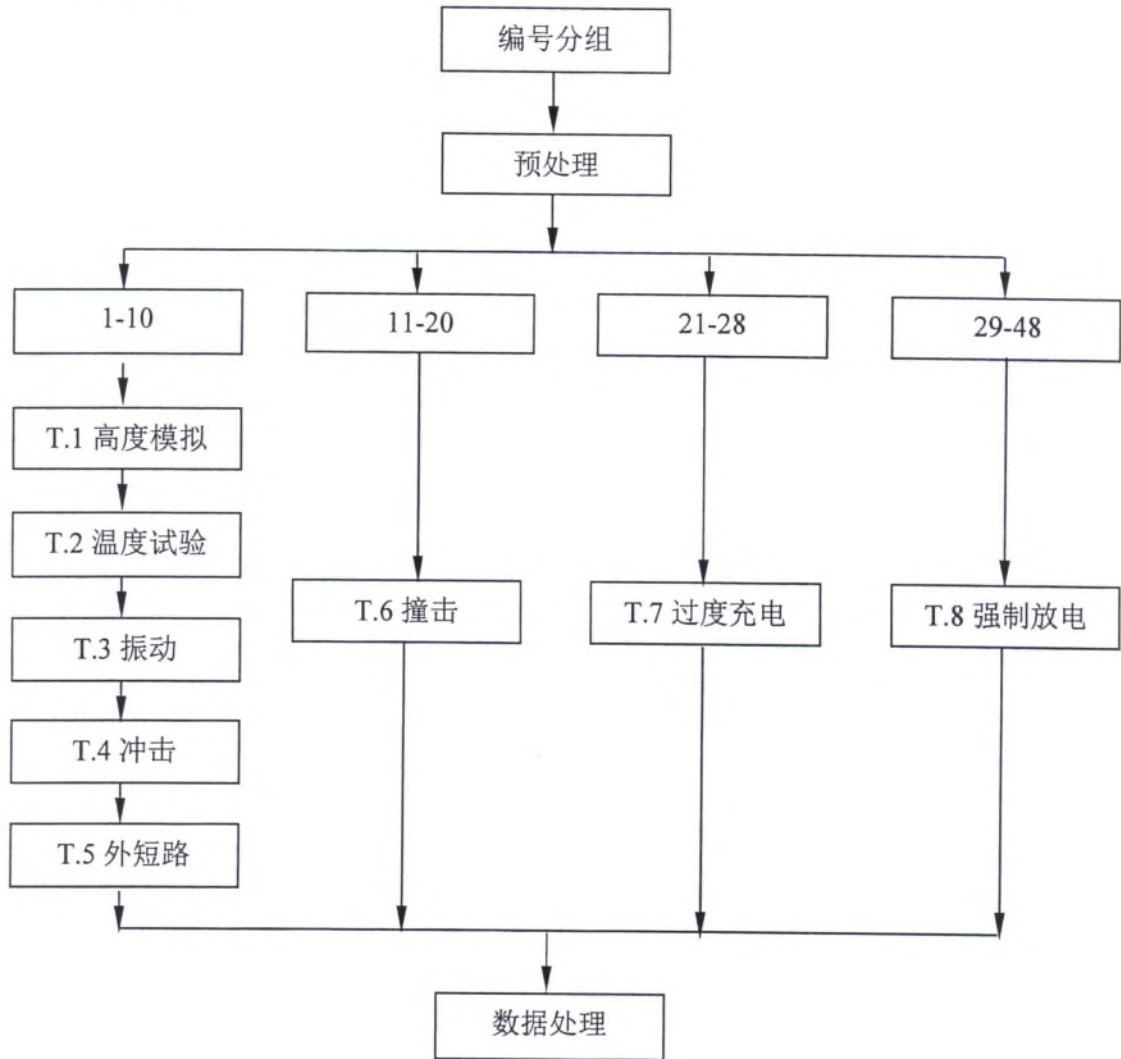 编号分组
预处理
1-10
11-20
21-28
29-48
T.1 高度模拟
T.2 温度试验
T.3 振动
T.4 冲击
T.5 外短路
T.6 撞击
T.7 过度充电
T.8 强制放电
数据处理